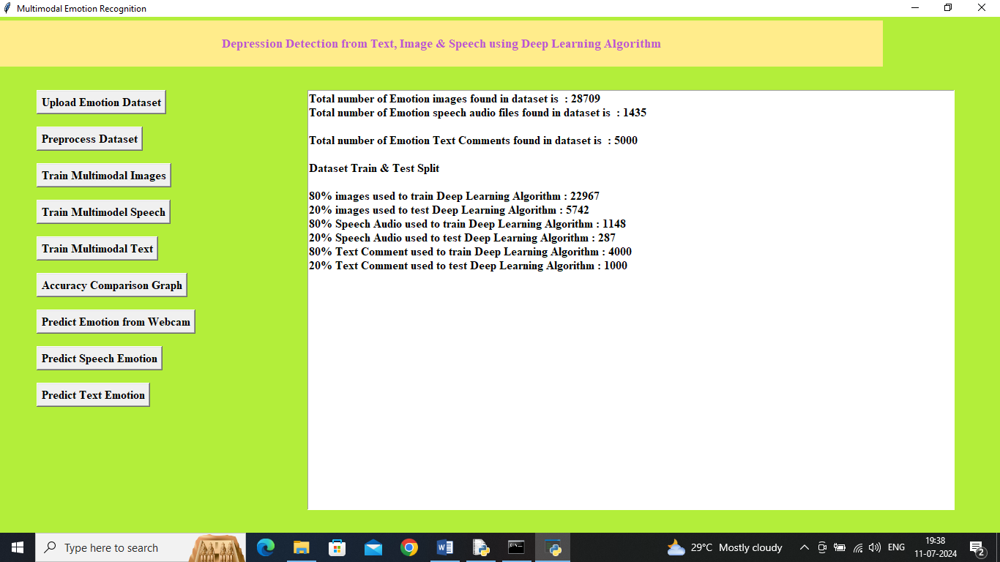 Multimodal Emotion Recognition
Depression Detection from Text, Image & Speech using Deep Learning Algorithm
Upload Emotion Dataset
Preprocess Dataset
Train Multimodal Images
Train Multimodel Speech
Train Multimodal Text
Accuracy Comparison Graph
Predict Emotion from Webcam
Predict Speech Emotion
Predict Text Emotion
Total number of Emotion images found in dataset is  : 28709
Total number of Emotion speech audio files found in dataset is  : 1435
Total number of Emotion Text Comments found in dataset is  : 5000
Dataset Train & Test Split
80% images used to train Deep Learning Algorithm : 22967
20% images used to test Deep Learning Algorithm : 5742
80% Speech Audio used to train Deep Learning Algorithm : 1148
20% Speech Audio used to test Deep Learning Algorithm : 287
80% Text Comment used to train Deep Learning Algorithm : 4000
20% Text Comment used to test Deep Learning Algorithm : 1000
Type here to search
29°C Mostly cloudy
ENG
19:38
11-07-2024
2